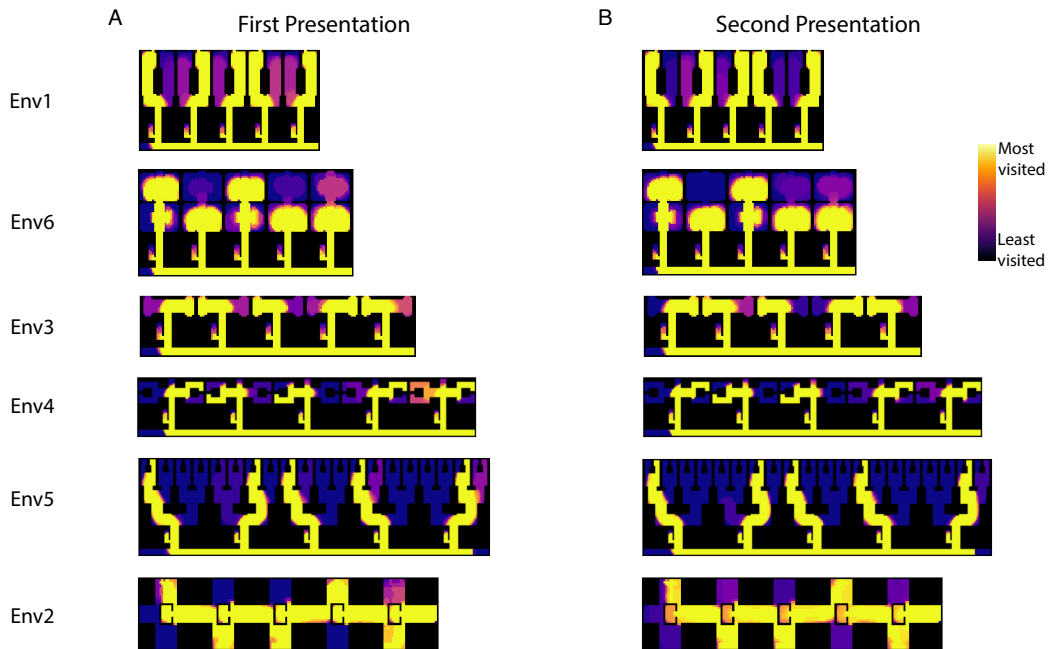 A
First Presentation
B
Second Presentation
Env1
Env6
Env3
Env4
Env5
Env2
Most
visited
Least
visited